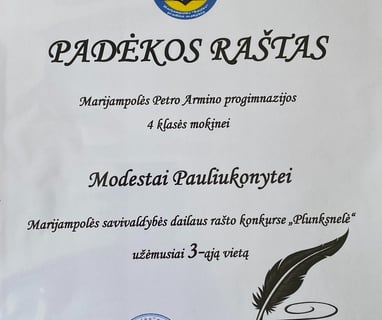 PADĖKOS RAŠTAS
Marijampolės Petro Armino progimnazijos
4 klasės mokinei
Modestai Pauliukonytei
Marijampolės savivaldybės dailaus rašto konkurse „Plunksnelė“
užėmusiai 3-ąją vietą